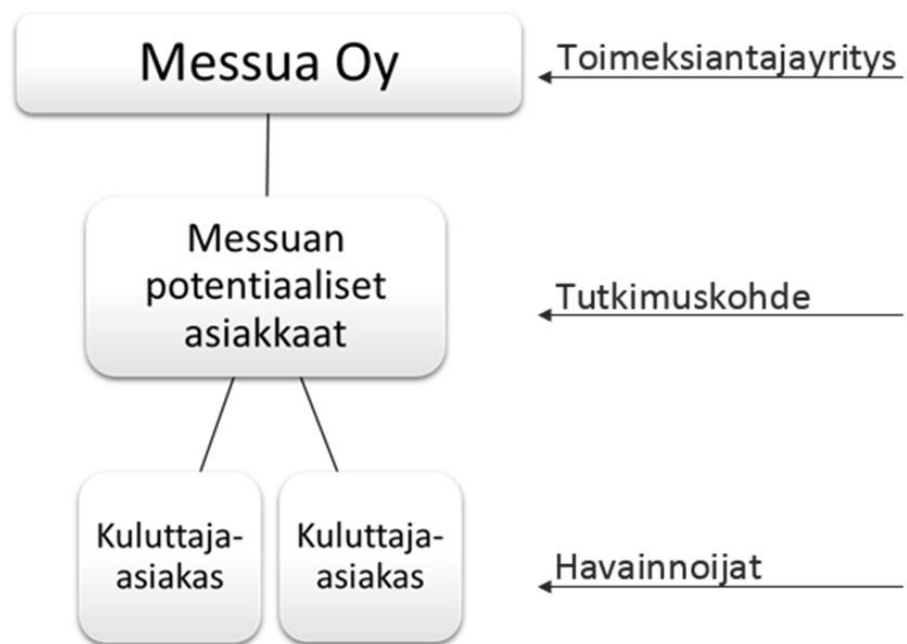 Messua Oy
Toimeksiantajayritys
Messuan
potentiaaliset
asiakkaat
Tutkimuskohde
Kuluttaja-
asiakas
Kuluttaja-
asiakas
Havainnoijat